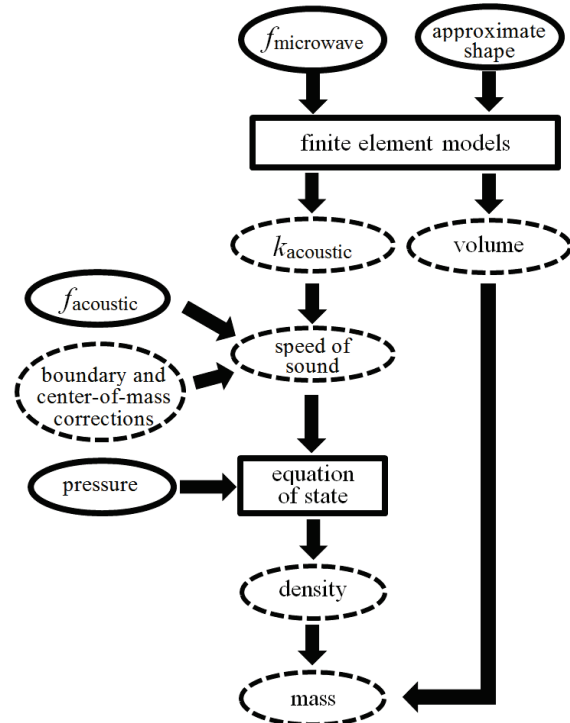 fmicrowave
approximate
shape
finite element models
kacoustic
volume
facoustic
speed of
sound
boundary and
center-of-mass
corrections
pressure
equation
of state
density
mass